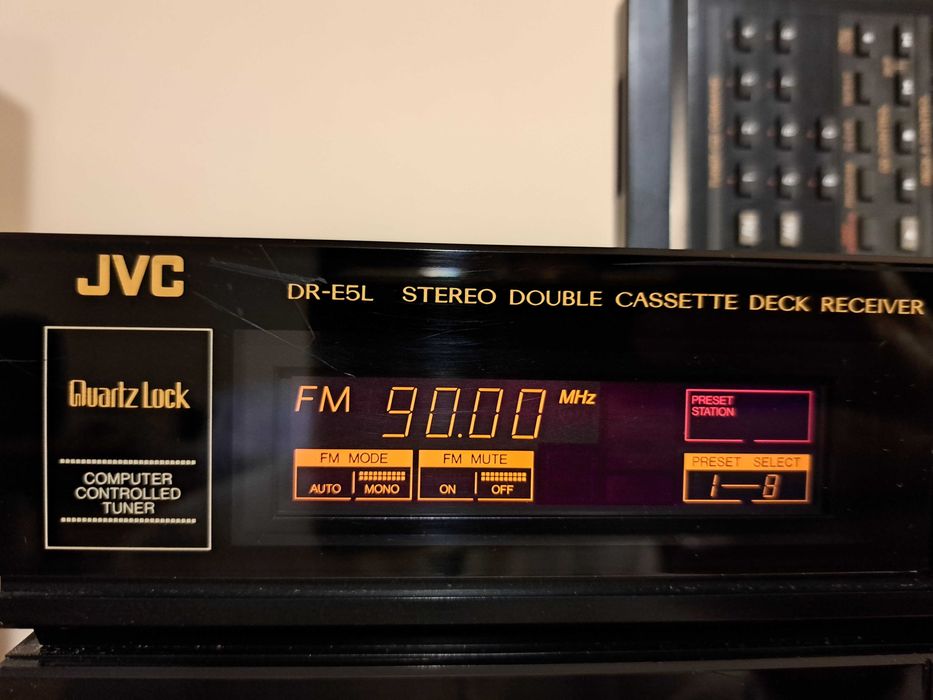 JVC
DR-E5L STEREO DOUBLE CASSETTE DECK RECEIVER
Quartz Lock
COMPUTER
CONTROLLED
TUNER
FM 90.00 MHz
FM MODE
AUTO MONO
FM MUTE
ON OFF
PRESET
STATION
PRESET SELECT
1—8